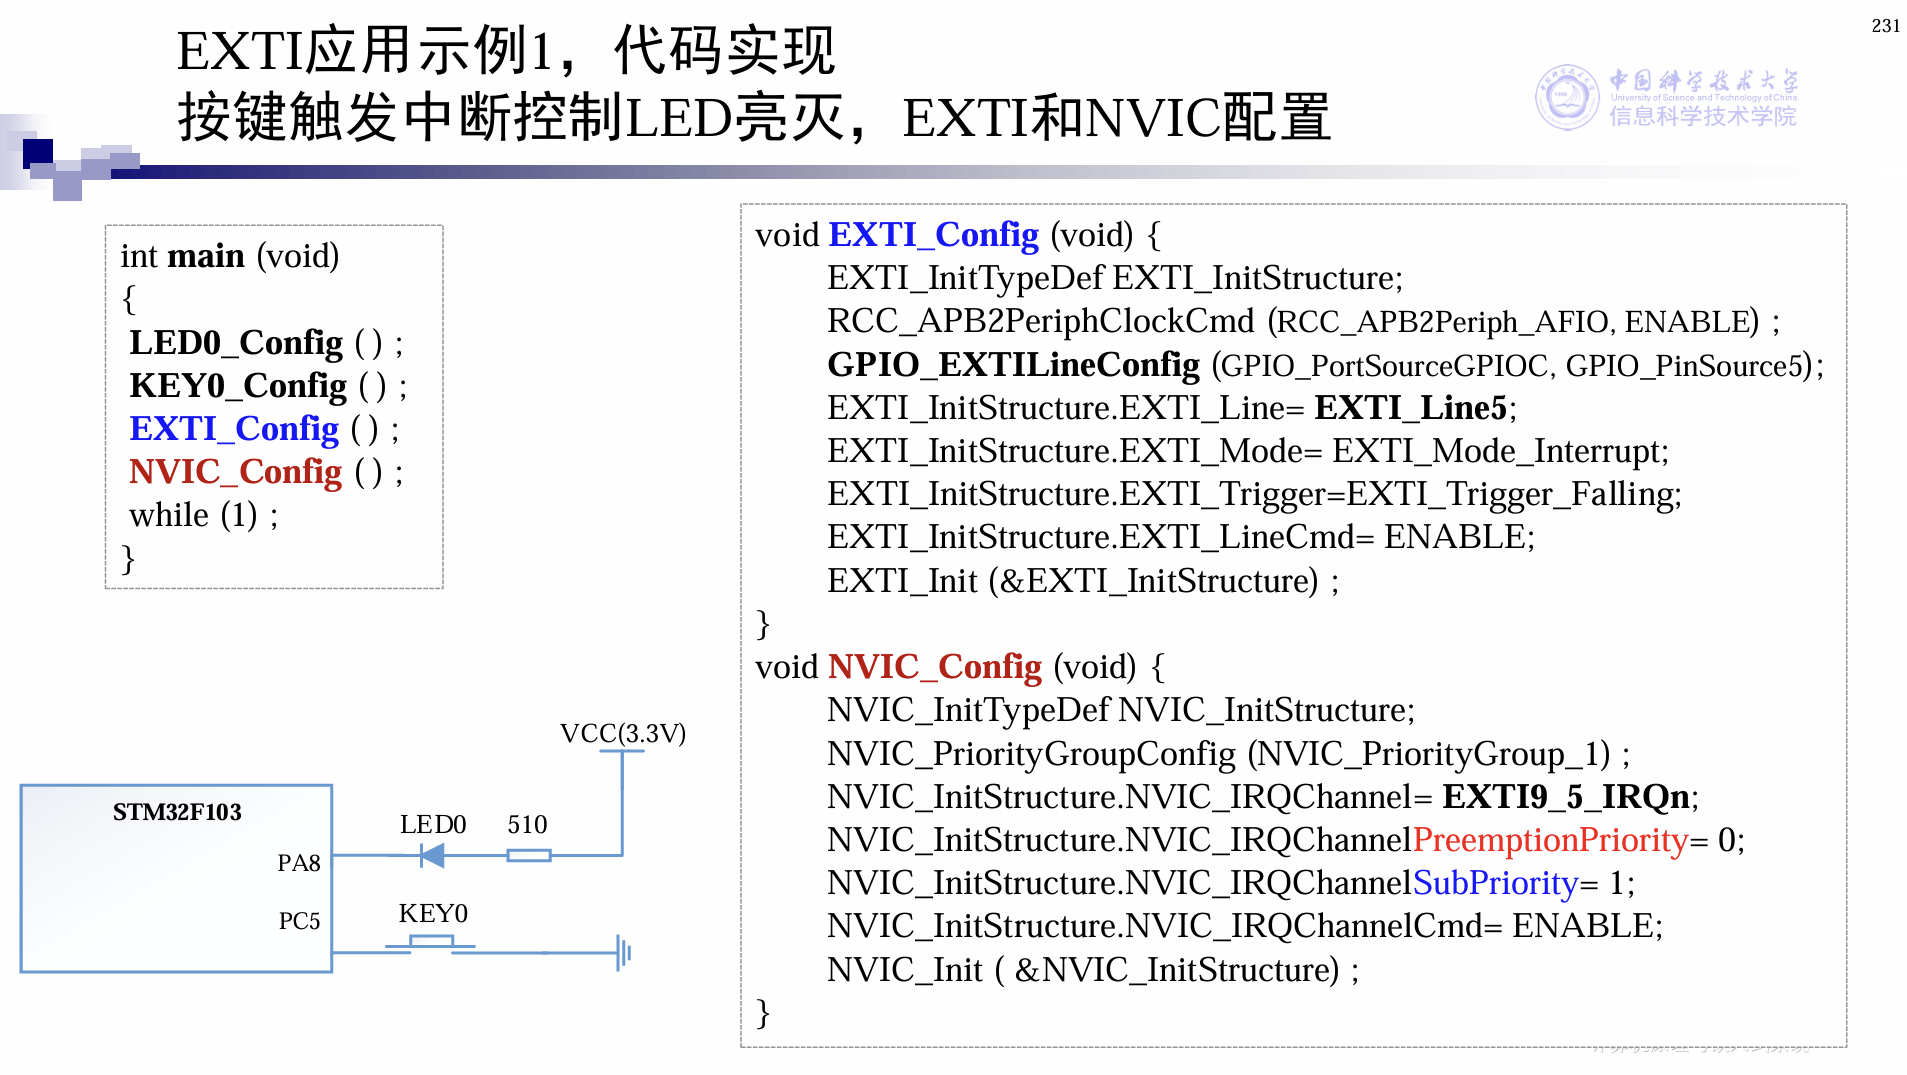 231
EXTI应用示例1，代码实现
按键触发中断控制LED亮灭，EXTI和NVIC配置
中国科学技术大学
University of Science and Technology of China
信息科学技术学院
int main (void)
{
LED0_Config ( ) ;
KEY0_Config ( ) ;
EXTI_Config ( ) ;
NVIC_Config ( ) ;
while (1) ;
}
void EXTI_Config (void) {
EXTI_InitTypeDef EXTI_InitStructure;
RCC_APB2PeriphClockCmd (RCC_APB2Periph_AFIO, ENABLE) ;
GPIO_EXTILineConfig (GPIO_PortSourceGPIOC, GPIO_PinSource5);
EXTI_InitStructure.EXTI_Line= EXTI_Line5;
EXTI_InitStructure.EXTI_Mode= EXTI_Mode_Interrupt;
EXTI_InitStructure.EXTI_Trigger=EXTI_Trigger_Falling;
EXTI_InitStructure.EXTI_LineCmd= ENABLE;
EXTI_Init (&EXTI_InitStructure) ;
}
void NVIC_Config (void) {
NVIC_InitTypeDef NVIC_InitStructure;
NVIC_PriorityGroupConfig (NVIC_PriorityGroup_1) ;
NVIC_InitStructure.NVIC_IRQChannel= EXTI9_5_IRQn;
NVIC_InitStructure.NVIC_IRQChannelPreemptionPriority= 0;
NVIC_InitStructure.NVIC_IRQChannelSubPriority= 1;
NVIC_InitStructure.NVIC_IRQChannelCmd= ENABLE;
NVIC_Init ( &NVIC_InitStructure) ;
}
VCC(3.3V)
STM32F103
LED0 510
PA8
KEY0
PC5